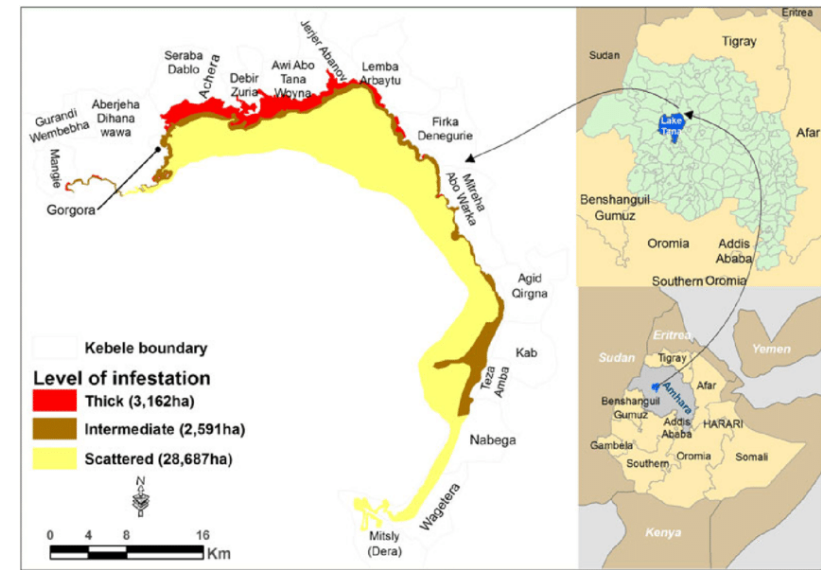 Seraba
Dablo
Achera
Debir
Zuria
Awi Abo
Tana
Woyna
Jerjer Abanov
Lemba
Arbaytu
Gurandi
Wembebha
Aberjeha
Dihana
wawa
Mangie
Gorgora
Firka
Denegurie
Mitreha
Abo Warka
Agid
Qirgna
Kab
Teza
Amba
Nabega
Wagetera
Mitsly
(Dera)
Kebele boundary
Level of infestation
Thick (3,162ha)
Intermediate (2,591ha)
Scattered (28,687ha)
N
0 4 8 16
Km
Eritrea
Sudan
Tigray
Lake
Tana
Afar
Benshanguil
Gumuz
Oromia
Addis
Ababa
Southern Oromia
Eritrea
Yemen
Sudan
Tigray
Afar
Amhara
Benshanguil
Gumuz
Addis
Ababa
HARARI
Gambela
Oromia
Somali
Southern
Kenya